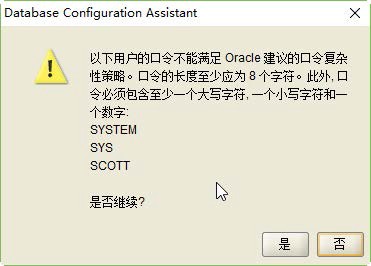 Database Configuration Assistant
以下用户的口令不能满足 Oracle 建议的口令复杂
性策略。口令的长度至少应为 8 个字符。此外, 口
令必须包含至少一个大写字符, 一个小写字符和一
个数字:
SYSTEM
SYS
SCOTT
是否继续?
是
否